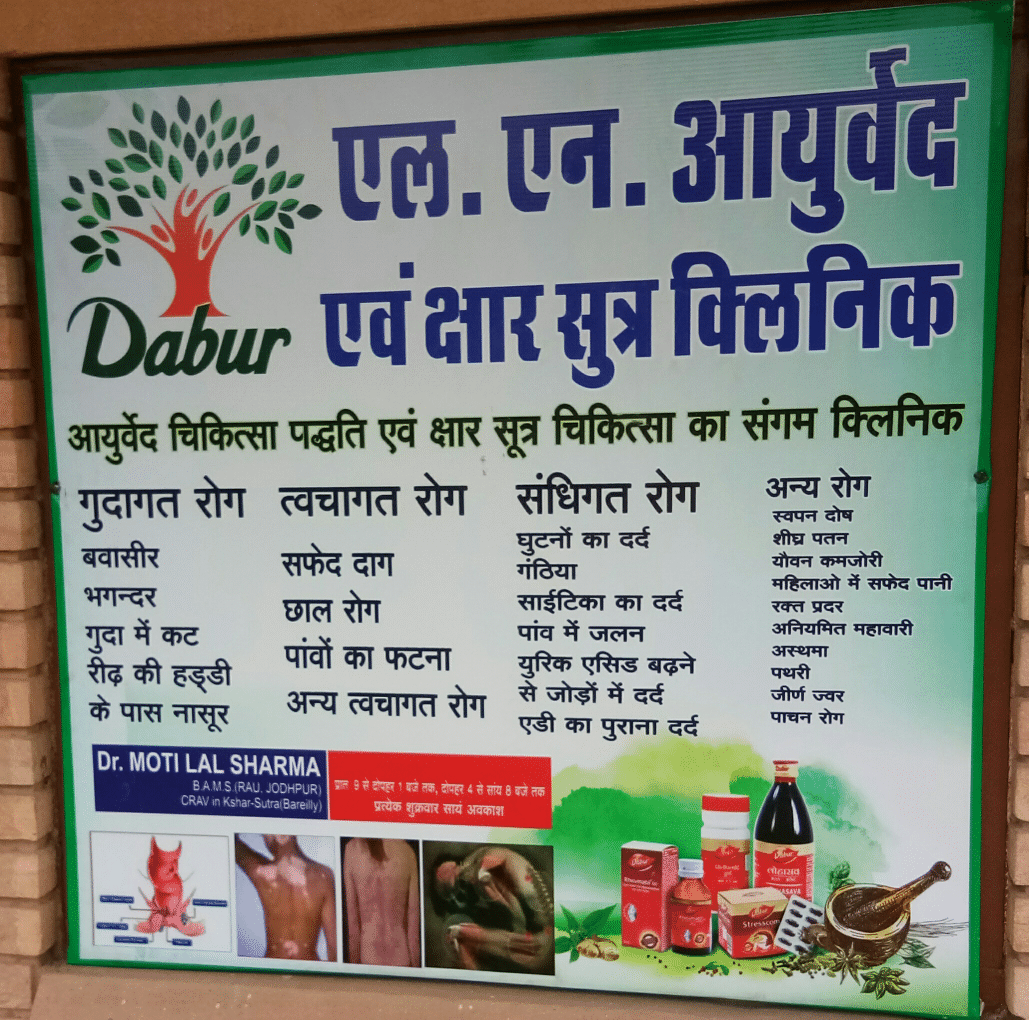 Dabur
एल. एन. आयुर्वेद
एवं क्षार सुत्र क्लिनिक
आयुर्वेद चिकित्सा पद्धति एवं क्षार सूत्र चिकित्सा का संगम क्लिनिक
गुदागत रोग
बवासीर
भगन्दर
गुदा में कट
रीढ़ की हड्डी
के पास नासूर
त्वचागत रोग
सफेद दाग
छाल रोग
पांवों का फटना
अन्य त्वचागत रोग
संधिगत रोग
घुटनों का दर्द
गंठिया
साईटिका का दर्द
पांव में जलन
युरिक एसिड बढ़ने
से जोड़ों में दर्द
एडी का पुराना दर्द
अन्य रोग
स्वपन दोष
शीघ्र पतन
यौवन कमजोरी
महिलाओ में सफेद पानी
रक्त प्रदर
अनियमित महावारी
अस्थमा
पथरी
जीर्ण ज्वर
पाचन रोग
Dr. MOTI LAL SHARMA
B.A.M.S.(RAU. JODHPUR)
CRAV in Kshar-Sutra(Bareilly)
प्रात 9 से दोपहर 1 बजे तक, दोपहर 4 से सांय 8 बजे तक
प्रत्येक शुक्रवार सायं अवकाश
Dabur
लोहासव
Stresscom